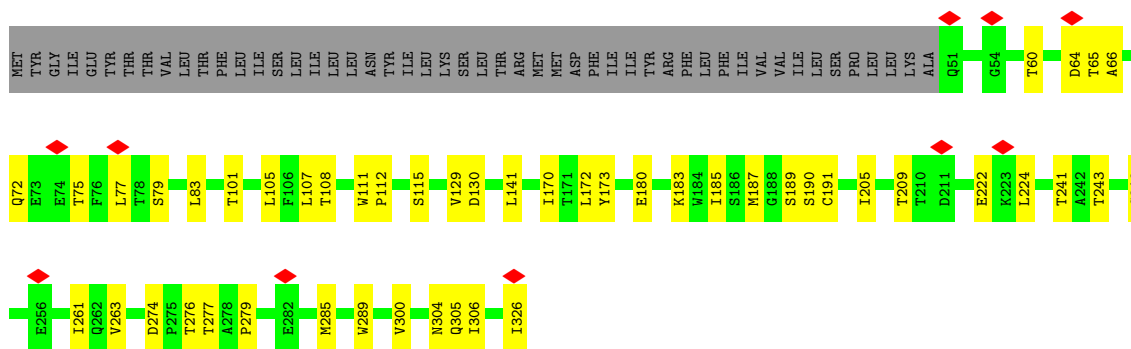 MET TYR GLY ILE GLU TYR THR THR VAL LEU THR PHE LEU ILE SER LEU ILE LEU LEU ASN TYR ILE LEU LYS SER LEU THR ARG MET MET ASP PHE ILE ILE TYR ARG PHE LEU PHE ILE VAL VAL ILE LEU SER PRO LEU LEU LYS ALA Q51 G54 T60 D64 T65 A66
Q72 E73 E74 T75 F76 L77 T78 S79 L83 T101 L105 F106 L107 T108 W111 P112 S115 V129 D130 L141 I170 T171 L172 Y173 E180 K183 W184 I185 S186 M187 G188 S189 S190 C191 I205 T209 T210 D211 E222 K223 L224 T241 A242 T243
E256 I261 Q262 V263 D274 P275 T276 T277 A278 P279 E282 M285 W289 V300 N304 Q305 I306 I326